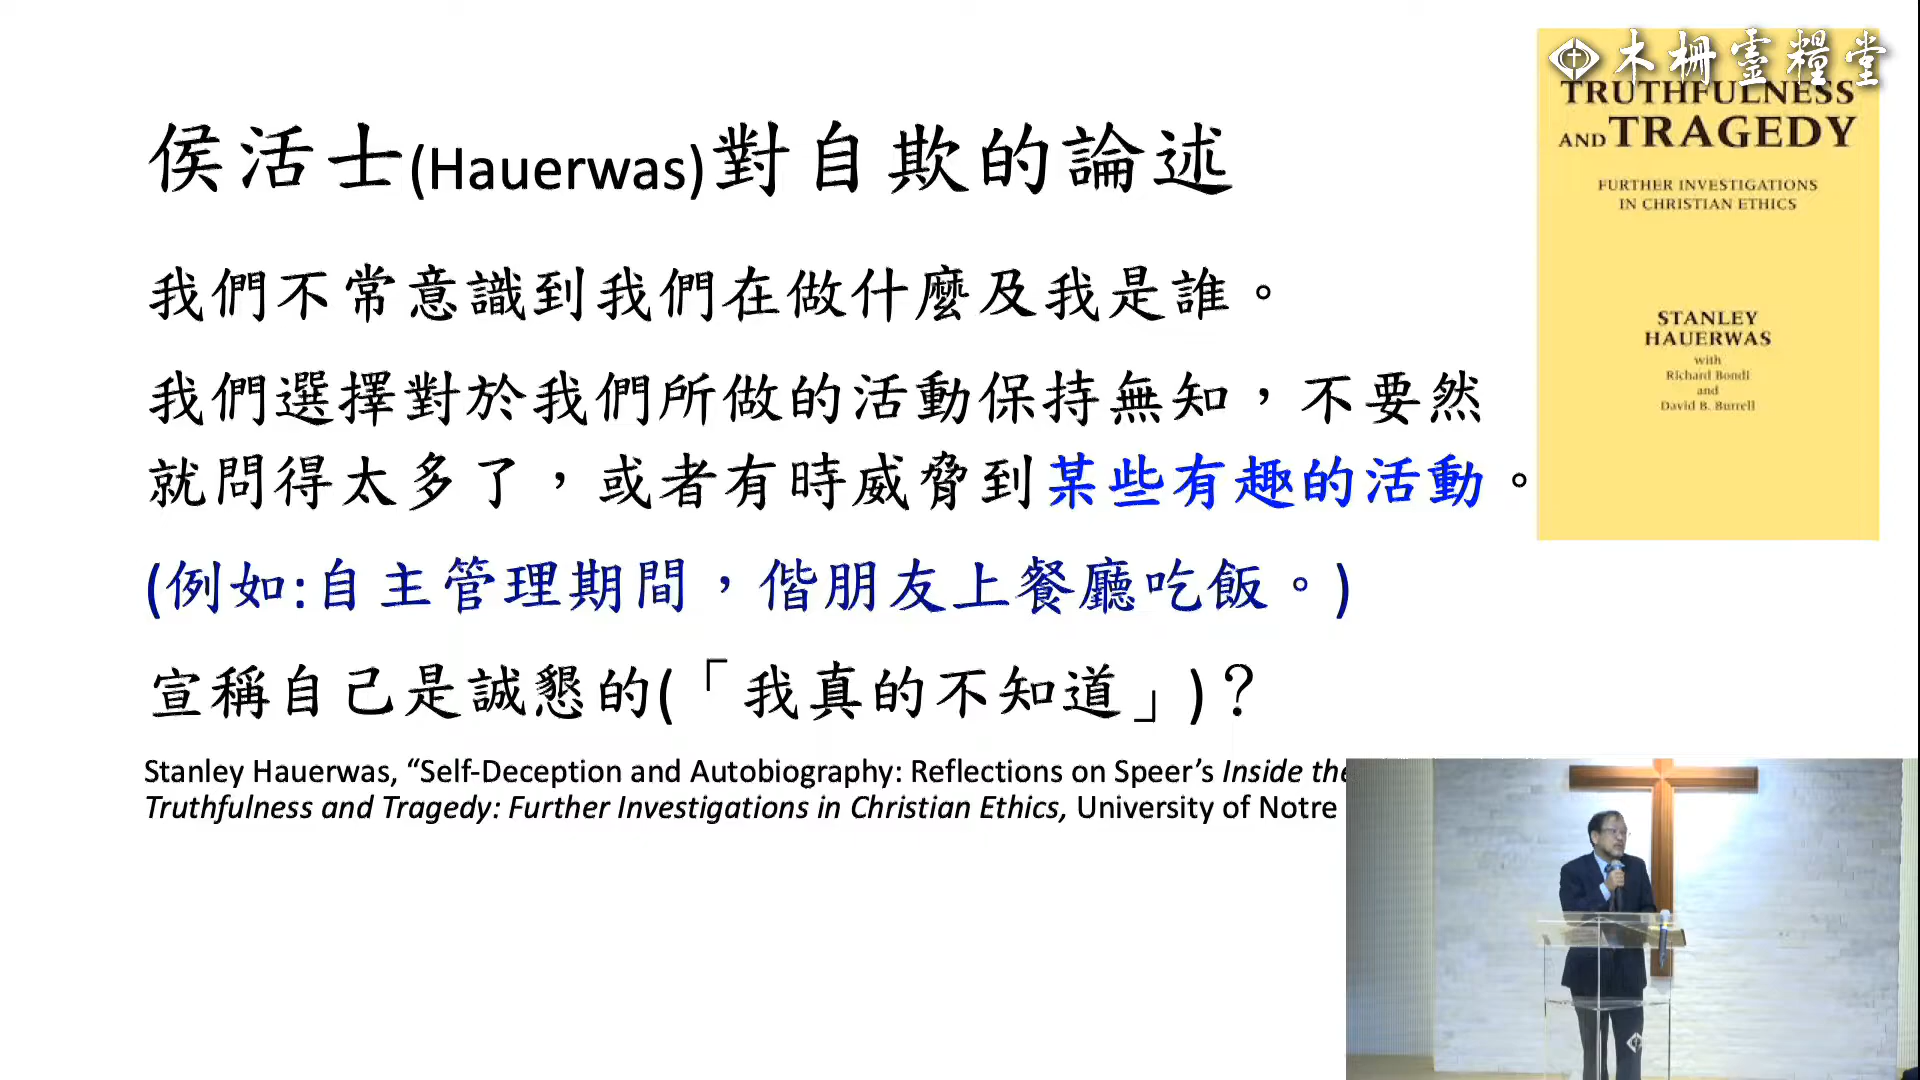 侯活士(Hauerwas)對自欺的論述
我們不常意識到我們在做什麼及我是誰。
我們選擇對於我們所做的活動保持無知，不要然
就問得太多了，或者有時威脅到某些有趣的活動。
(例如:自主管理期間，偕朋友上餐廳吃飯。)
宣稱自己是誠懇的(「我真的不知道」)？
Stanley Hauerwas, “Self-Deception and Autobiography: Reflections on Speer’s Inside the
Truthfulness and Tragedy: Further Investigations in Christian Ethics, University of Notre
木柵靈糧堂
TRUTHFULNESS
AND TRAGEDY
FURTHER INVESTIGATIONS
IN CHRISTIAN ETHICS
STANLEY
HAUERWAS
with
Richard Bondi
and
David B. Burrell